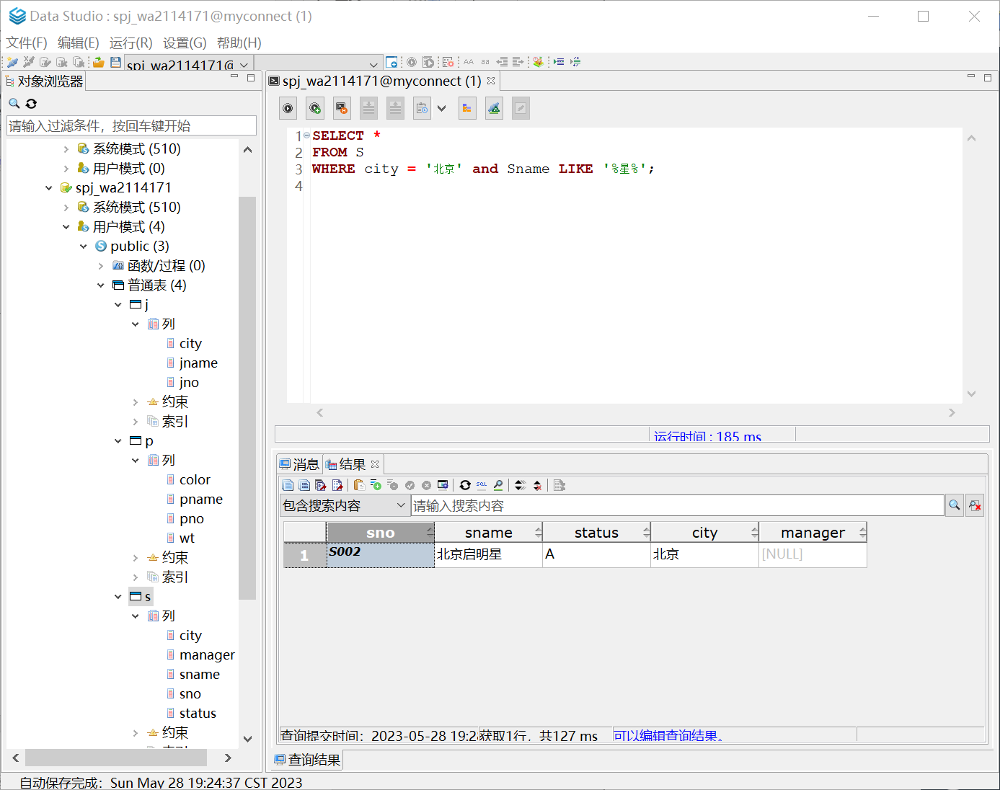 Data Studio : spj_wa2114171@myconnect (1)
文件(F) 编辑(E) 运行(R) 设置(G) 帮助(H)
spj_wa2114171@
对象浏览器
请输入过滤条件，按回车键开始
系统模式 (510)
用户模式 (0)
spj_wa2114171
系统模式 (510)
用户模式 (4)
public (3)
函数/过程 (0)
普通表 (4)
j
列
city
jname
jno
约束
索引
p
列
color
pname
pno
wt
约束
索引
s
列
city
manager
sname
sno
status
约束
自动保存完成：Sun May 28 19:24:37 CST 2023
spj_wa2114171@myconnect (1)
1 SELECT *
2 FROM S
3 WHERE city = '北京' and Sname LIKE '%星%';
4
运行时间 : 185 ms
消息 结果
包含搜索内容 请输入搜索内容
sno sname status city manager
1 S002 北京启明星 A 北京 [NULL]
查询提交时间：2023-05-28 19:2 获取1行，共127 ms 可以编辑查询结果。
查询结果